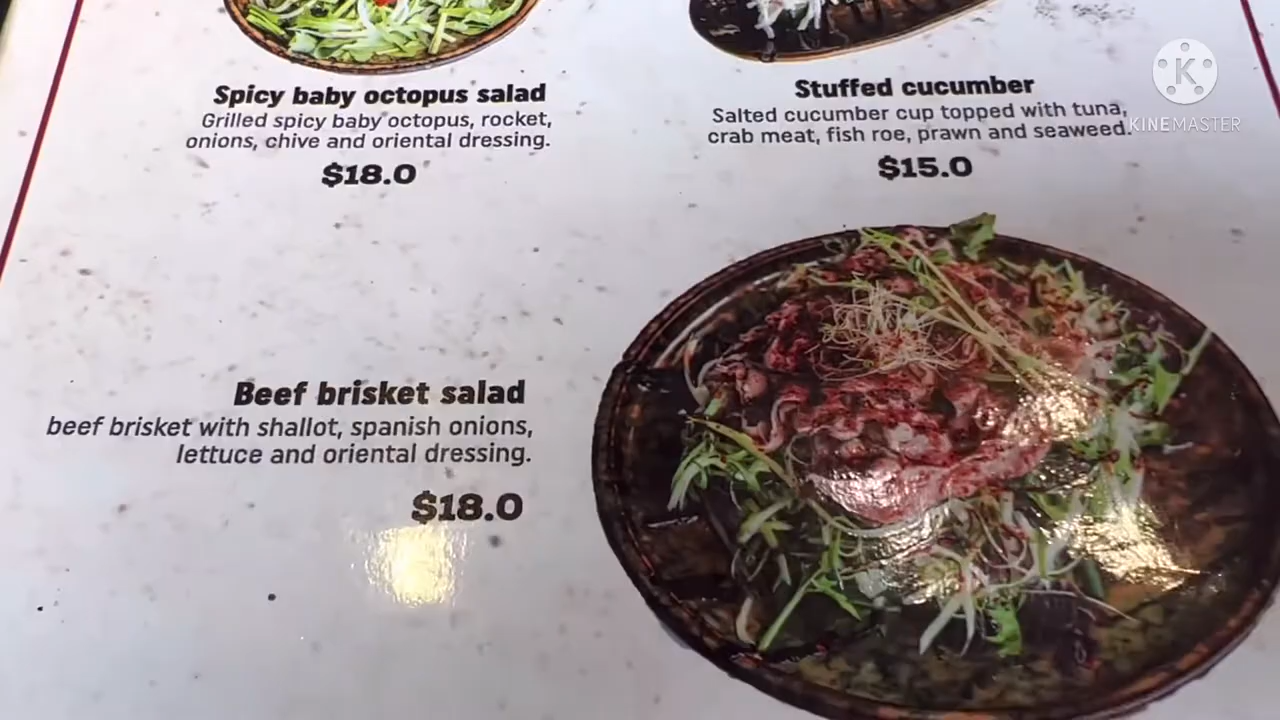 Spicy baby octopus salad
Grilled spicy baby octopus, rocket,
onions, chive and oriental dressing.
$18.0
Stuffed cucumber
Salted cucumber cup topped with tuna,
crab meat, fish roe, prawn and seaweed.
$15.0
K
KINEMASTER
Beef brisket salad
beef brisket with shallot, spanish onions,
lettuce and oriental dressing.
$18.0